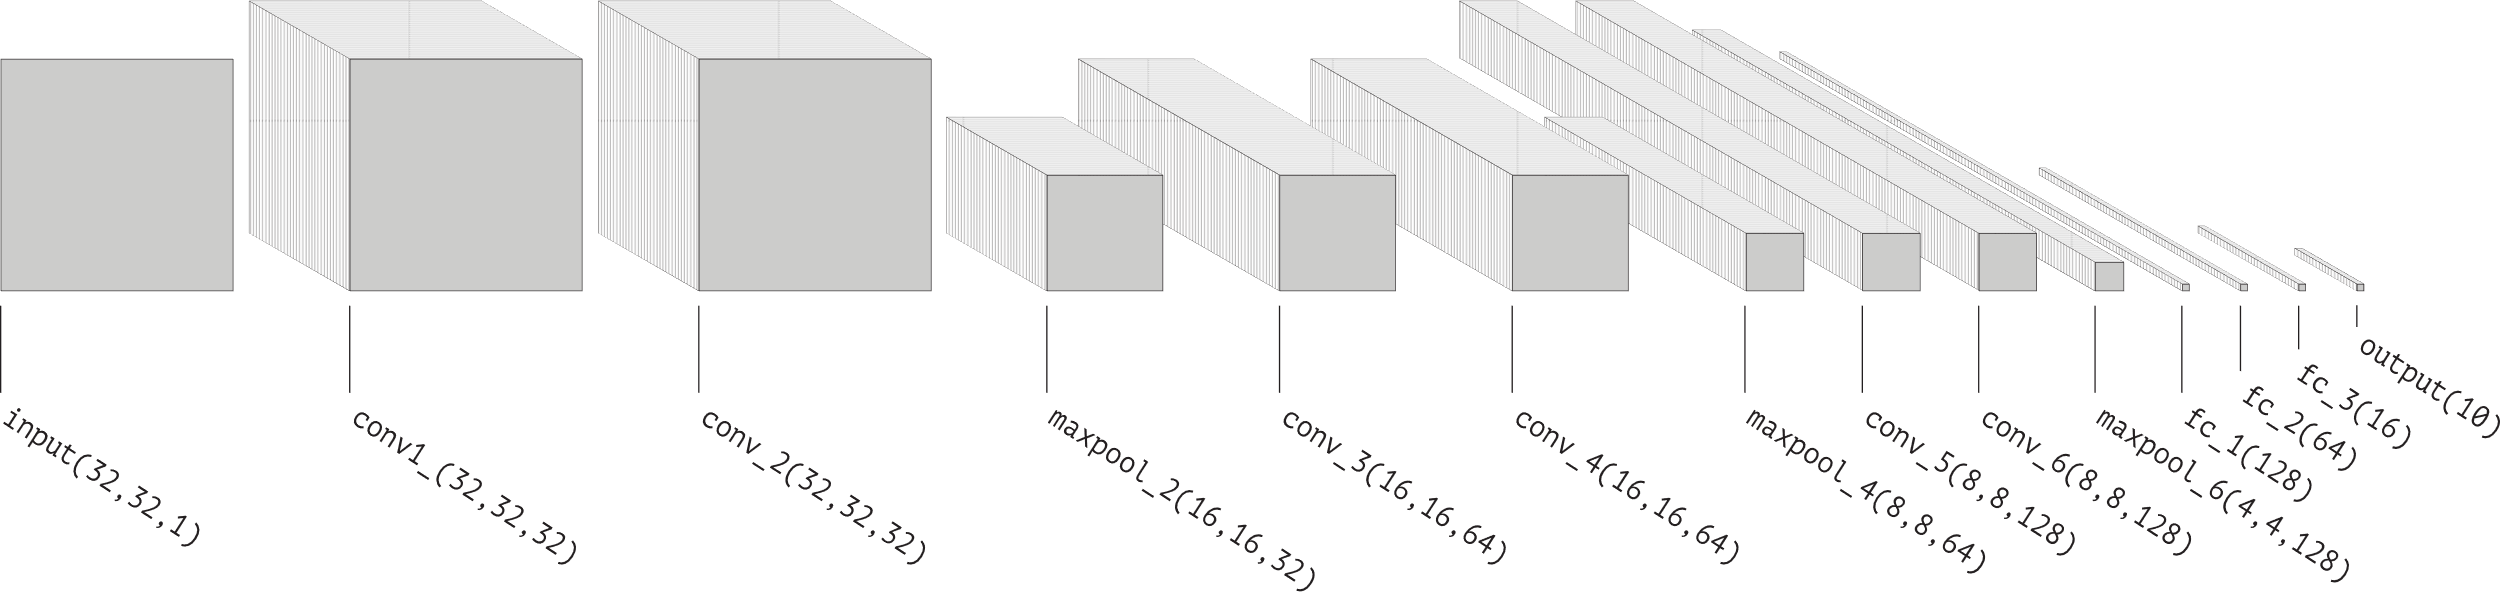 input(32,32,1)
conv1_(32,32,32)
conv_2(32,32,32)
maxpool_2(16,16,32)
conv_3(16,16,64)
conv_4(16,16,64)
maxpool_4(8,8,64)
conv_5(8,8,128)
conv_6(8,8,128)
maxpool_6(4,4,128)
fc_1(128)
fc_2(64)
fc_3(16)
output(10)